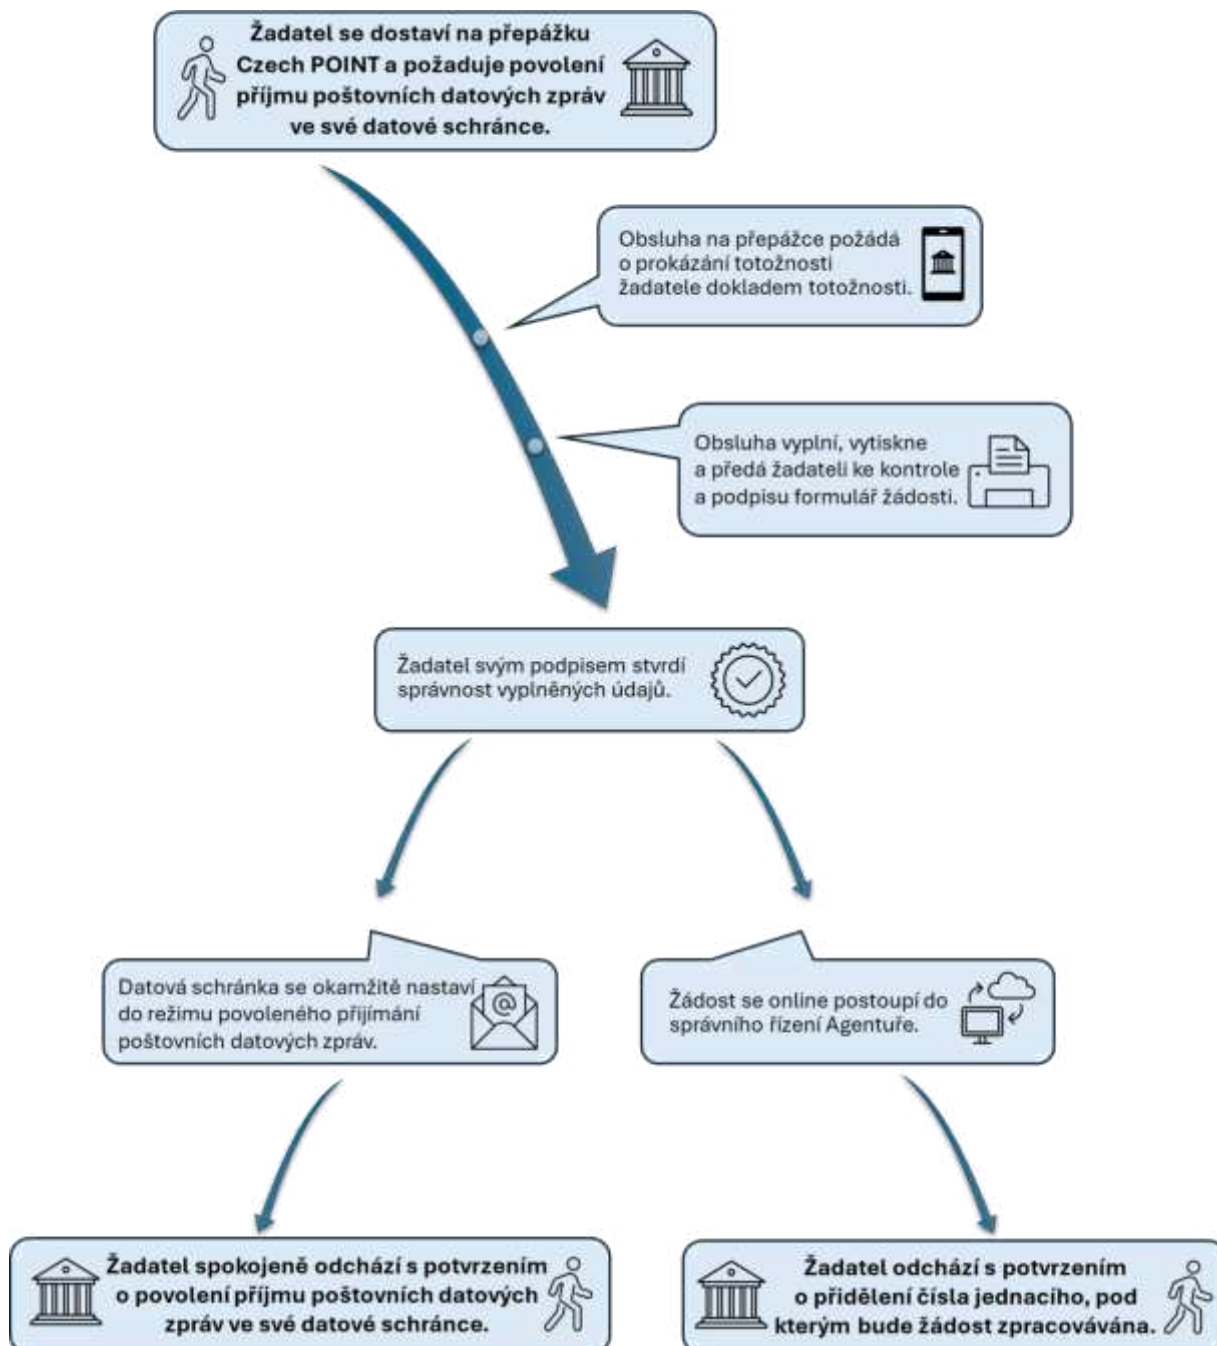 Žadatel se dostaví na přepážku
Czech POINT a požaduje povolení
příjmu poštovních datových zpráv
ve své datové schránce.
Obsluha na přepážce požádá
o prokázání totožnosti
žadatele dokladem totožnosti.
Obsluha vyplní, vytiskne
a předá žadateli ke kontrole
a podpisu formulář žádosti.
Žadatel svým podpisem stvrdí
správnost vyplněných údajů.
Datová schránka se okamžitě nastaví
do režimu povoleného přijímání
poštovních datových zpráv.
@
Žádost se online postoupí do
správního řízení Agentuře.
Žadatel spokojeně odchází s potvrzením
o povolení příjmu poštovních datových
zpráv ve své datové schránce.
Žadatel odchází s potvrzením
o přidělení čísla jednacího, pod
kterým bude žádost zpracovávána.